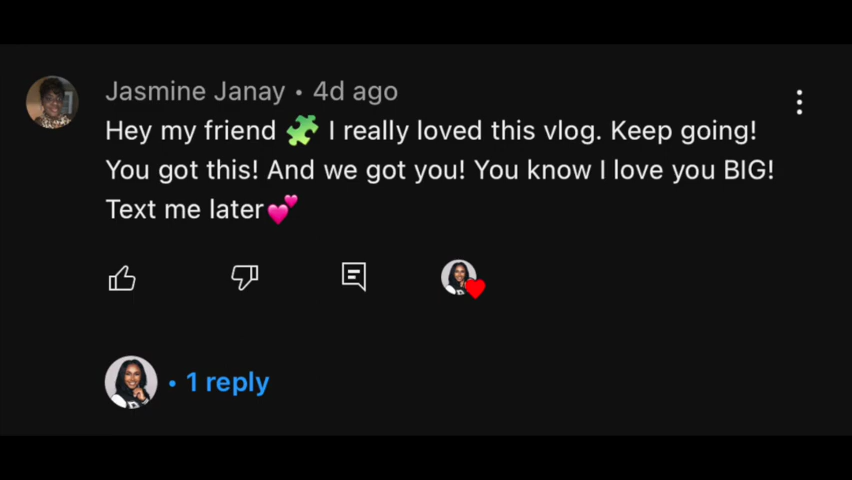 Jasmine Janay • 4d ago
Hey my friend 🧩 I really loved this vlog. Keep going!
You got this! And we got you! You know I love you BIG!
Text me later💕
• 1 reply